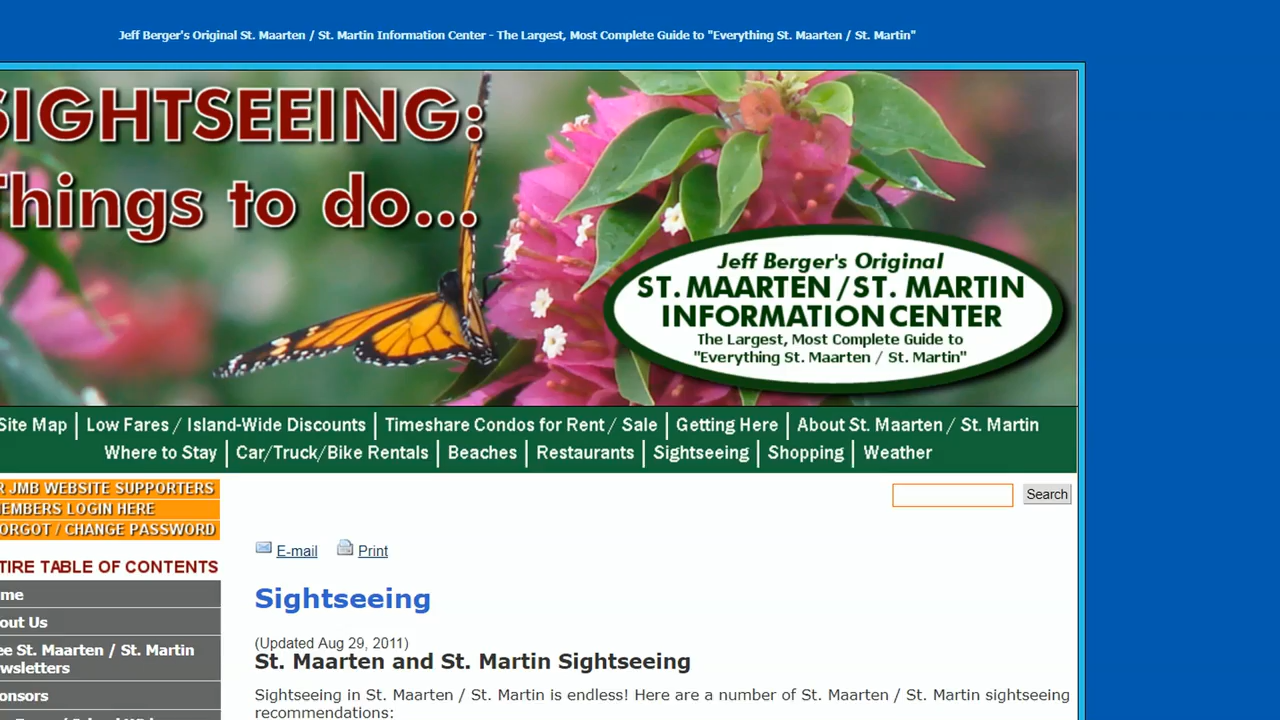 Jeff Berger's Original St. Maarten / St. Martin Information Center - The Largest, Most Complete Guide to "Everything St. Maarten / St. Martin"
SIGHTSEEING:
Things to do...
Jeff Berger's Original
ST. MAARTEN / ST. MARTIN
INFORMATION CENTER
The Largest, Most Complete Guide to
"Everything St. Maarten / St. Martin"
Site Map | Low Fares / Island-Wide Discounts | Timeshare Condos for Rent / Sale | Getting Here | About St. Maarten / St. Martin
Where to Stay | Car/Truck/Bike Rentals | Beaches | Restaurants | Sightseeing | Shopping | Weather
R JMB WEBSITE SUPPORTERS
EMBERS LOGIN HERE
ORGOT / CHANGE PASSWORD
Search
E-mail Print
TIRE TABLE OF CONTENTS
me
Sightseeing
out Us
(Updated Aug 29, 2011)
ee St. Maarten / St. Martin
wsletters
St. Maarten and St. Martin Sightseeing
onsors
Sightseeing in St. Maarten / St. Martin is endless! Here are a number of St. Maarten / St. Martin sightseeing
recommendations: